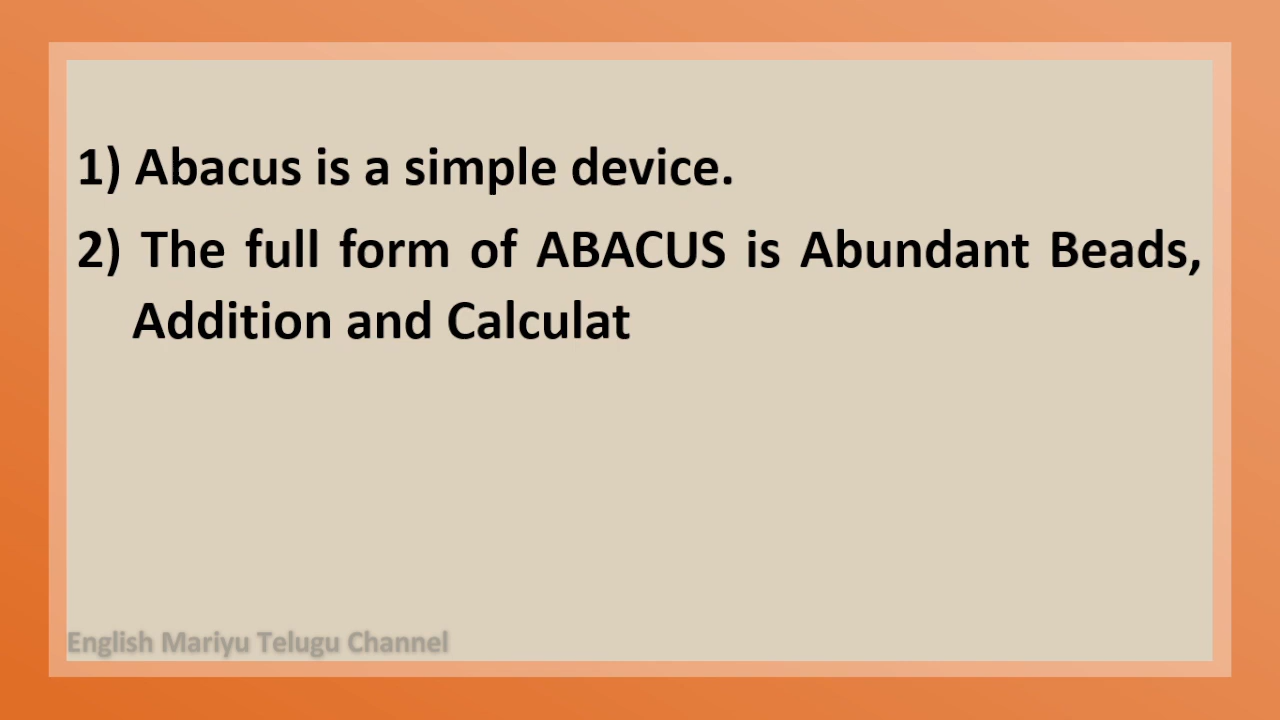 1) Abacus is a simple device.
2) The full form of ABACUS is Abundant Beads,
Addition and Calculat
English Mariyu Telugu Channel